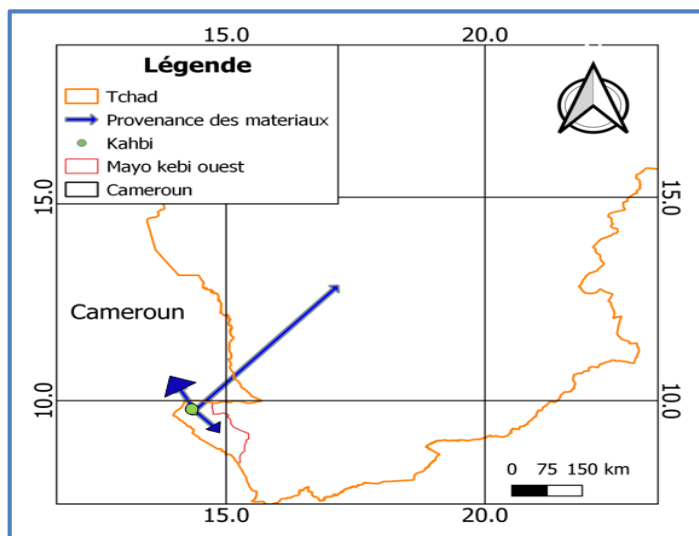 15.0 20.0
Légende
Tchad
Provenance des materiaux
Kahbi
Mayo kebi ouest
Cameroun
15.0 15.0
Cameroun
10.0 10.0
0 75 150 km
15.0 20.0